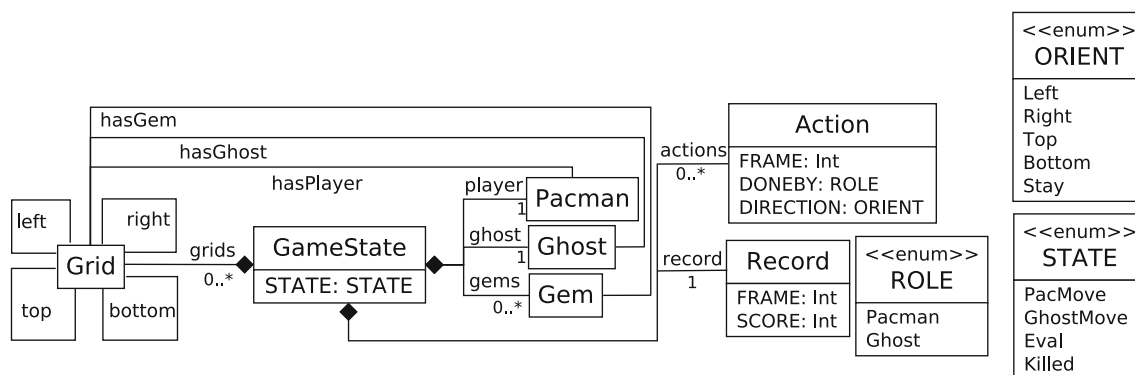 hasGem
hasGhost
hasPlayer
left
right
Grid
top
bottom
grids
0..*
GameState
STATE: STATE
player
1
Pacman
ghost
1
Ghost
gems
0..*
Gem
actions
0..*
Action
FRAME: Int
DONEBY: ROLE
DIRECTION: ORIENT
record
1
Record
FRAME: Int
SCORE: Int
<<enum>>
ROLE
Pacman
Ghost
<<enum>>
ORIENT
Left
Right
Top
Bottom
Stay
<<enum>>
STATE
PacMove
GhostMove
Eval
Killed